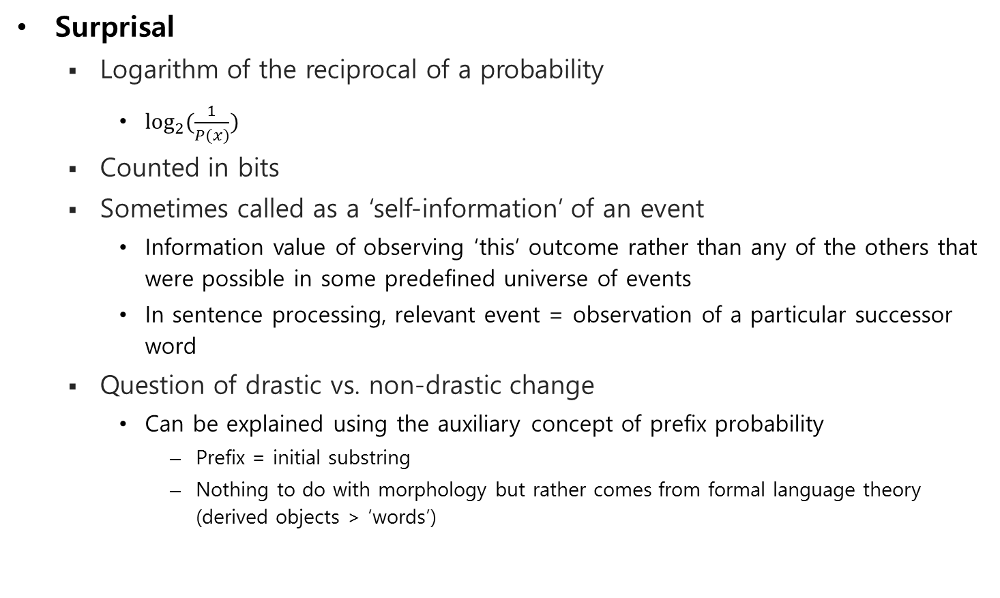 • Surprisal
▪ Logarithm of the reciprocal of a probability
• log₂(1/P(x))
▪ Counted in bits
▪ Sometimes called as a ‘self-information’ of an event
• Information value of observing ‘this’ outcome rather than any of the others that
were possible in some predefined universe of events
• In sentence processing, relevant event = observation of a particular successor
word
▪ Question of drastic vs. non-drastic change
• Can be explained using the auxiliary concept of prefix probability
– Prefix = initial substring
– Nothing to do with morphology but rather comes from formal language theory
(derived objects > ‘words’)